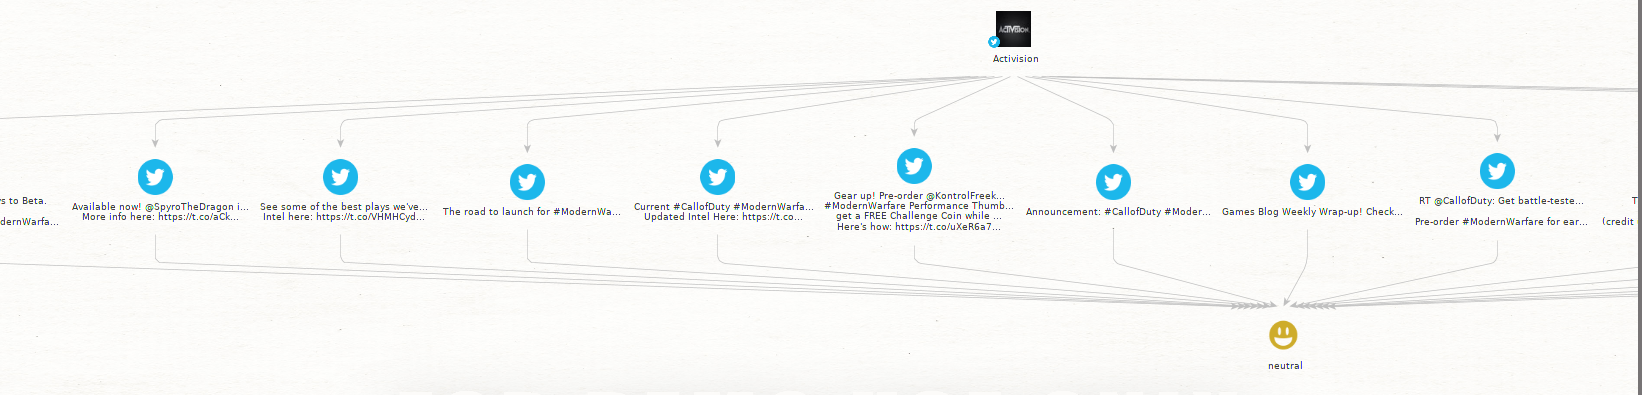 ACTIVISION
Activision
ys to Beta.
dernWarfa...
Available now! @SpyroTheDragon i...
More info here: https://t.co/aCk...
See some of the best plays we've...
Intel here: https://t.co/VHMHCyd...
The road to launch for #ModernWa...
Current #CallofDuty #ModernWarfa...
Updated Intel Here: https://t.co...
Gear up! Pre-order @KontrolFreek...
#ModernWarfare Performance Thumb...
get a FREE Challenge Coin while ...
Here's how: https://t.co/uXeR6a7...
Announcement: #CallofDuty #Moder...
Games Blog Weekly Wrap-up! Check...
RT @CallofDuty: Get battle-teste...
Pre-order #ModernWarfare for ear...
T
(credit
neutral